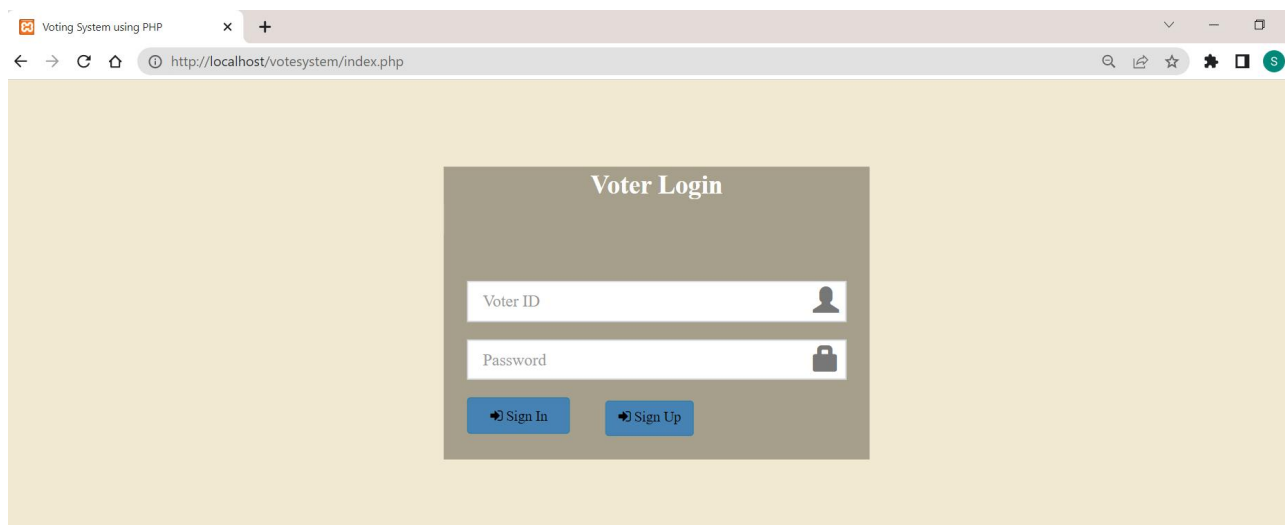 Voting System using PHP
http://localhost/votesystem/index.php
S
Voter Login
Voter ID
Password
Sign In Sign Up